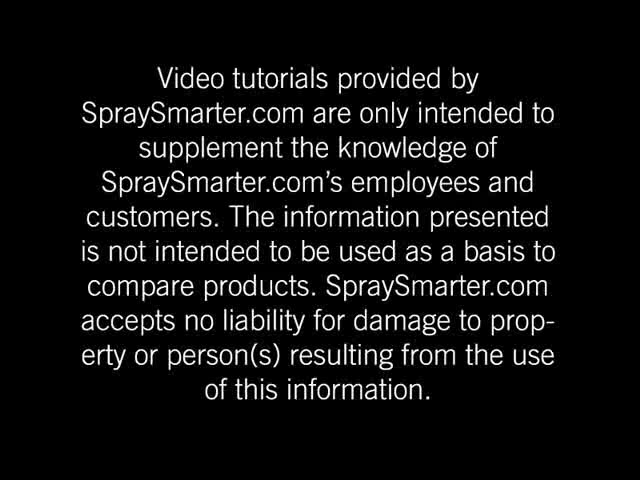 Video tutorials provided by
SpraySmarter.com are only intended to
supplement the knowledge of
SpraySmarter.com’s employees and
customers. The information presented
is not intended to be used as a basis to
compare products. SpraySmarter.com
accepts no liability for damage to prop-
erty or person(s) resulting from the use
of this information.